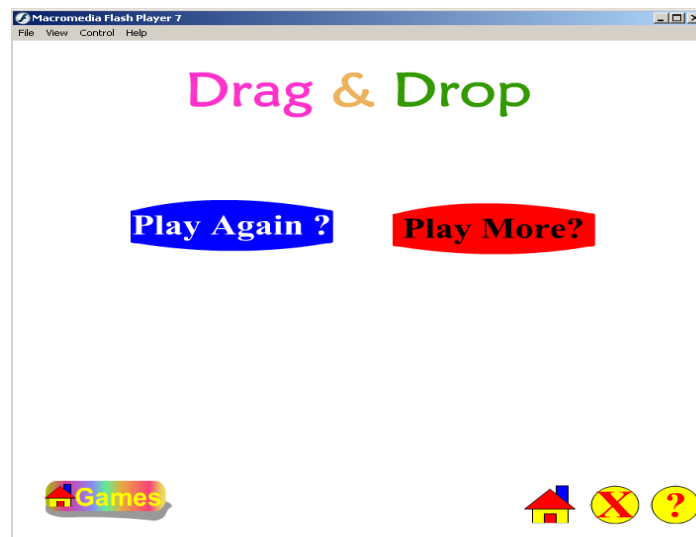 Macromedia Flash Player 7
File View Control Help
Drag & Drop
Play Again ?
Play More?
Games
X
?